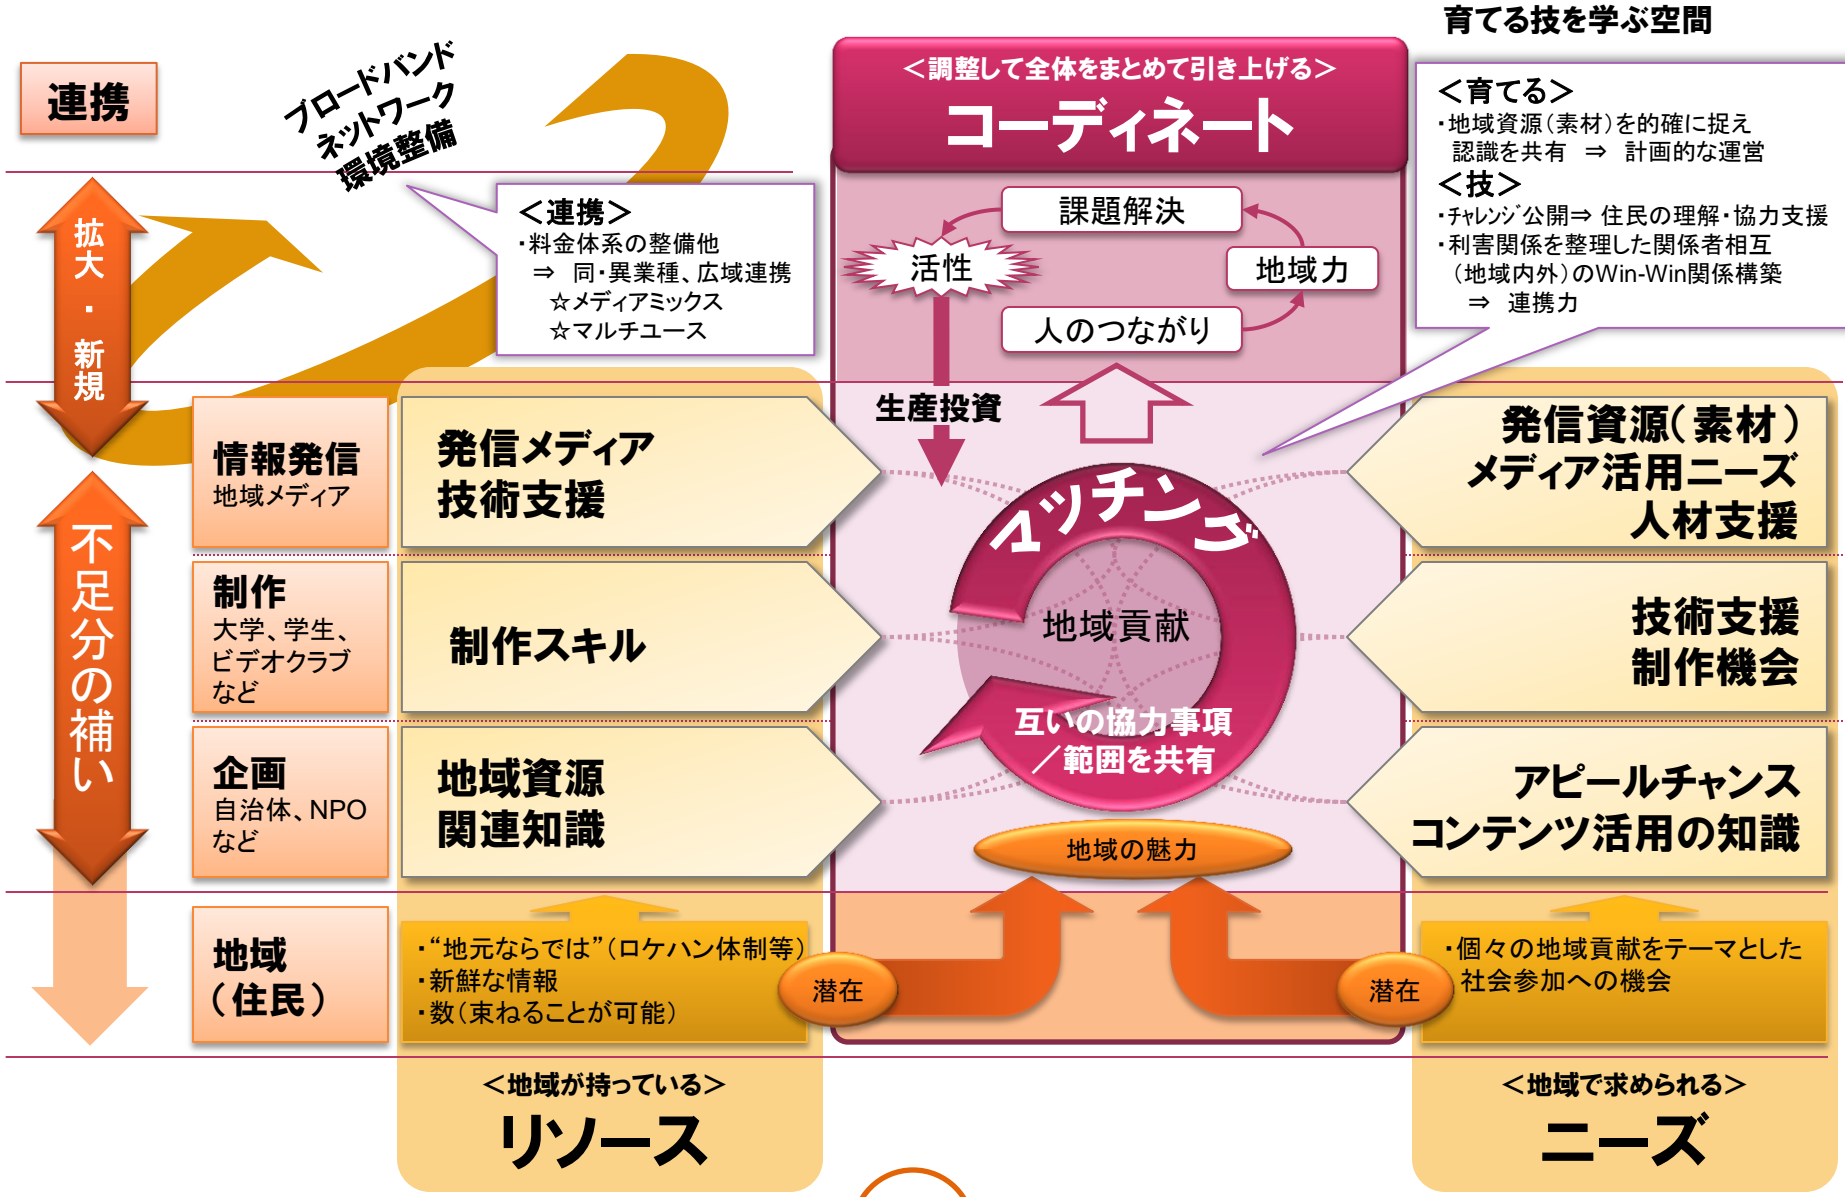 育てる技を学ぶ空間
連携
ブロードバンド
ネットワーク
環境整備
＜調整して全体をまとめて引き上げる＞
コーディネート
＜育てる＞
・地域資源（素材）を的確に捉え
認識を共有 ⇒ 計画的な運営
＜技＞
・ﾁｬﾚﾝｼﾞ公開⇒ 住民の理解・協力支援
・利害関係を整理した関係者相互
（地域内外）のWin-Win関係構築
⇒ 連携力
拡大・新規
＜連携＞
・料金体系の整備他
⇒ 同・異業種、広域連携
☆メディアミックス
☆マルチユース
課題解決
活性
地域力
人のつながり
生産投資
不足分の補い
情報発信
地域メディア
発信メディア
技術支援
マッチング
発信資源（素材）
メディア活用ニーズ
人材支援
制作
大学、学生、
ビデオクラブ
など
制作スキル
地域貢献
技術支援
制作機会
企画
自治体、NPO
など
地域資源
関連知識
互いの協力事項
／範囲を共有
アピールチャンス
コンテンツ活用の知識
地域の魅力
地域
（住民）
・“地元ならでは”（ロケハン体制等）
・新鮮な情報
・数（束ねることが可能）
潜在
潜在
・個々の地域貢献をテーマとした
社会参加への機会
＜地域が持っている＞
リソース
＜地域で求められる＞
ニーズ